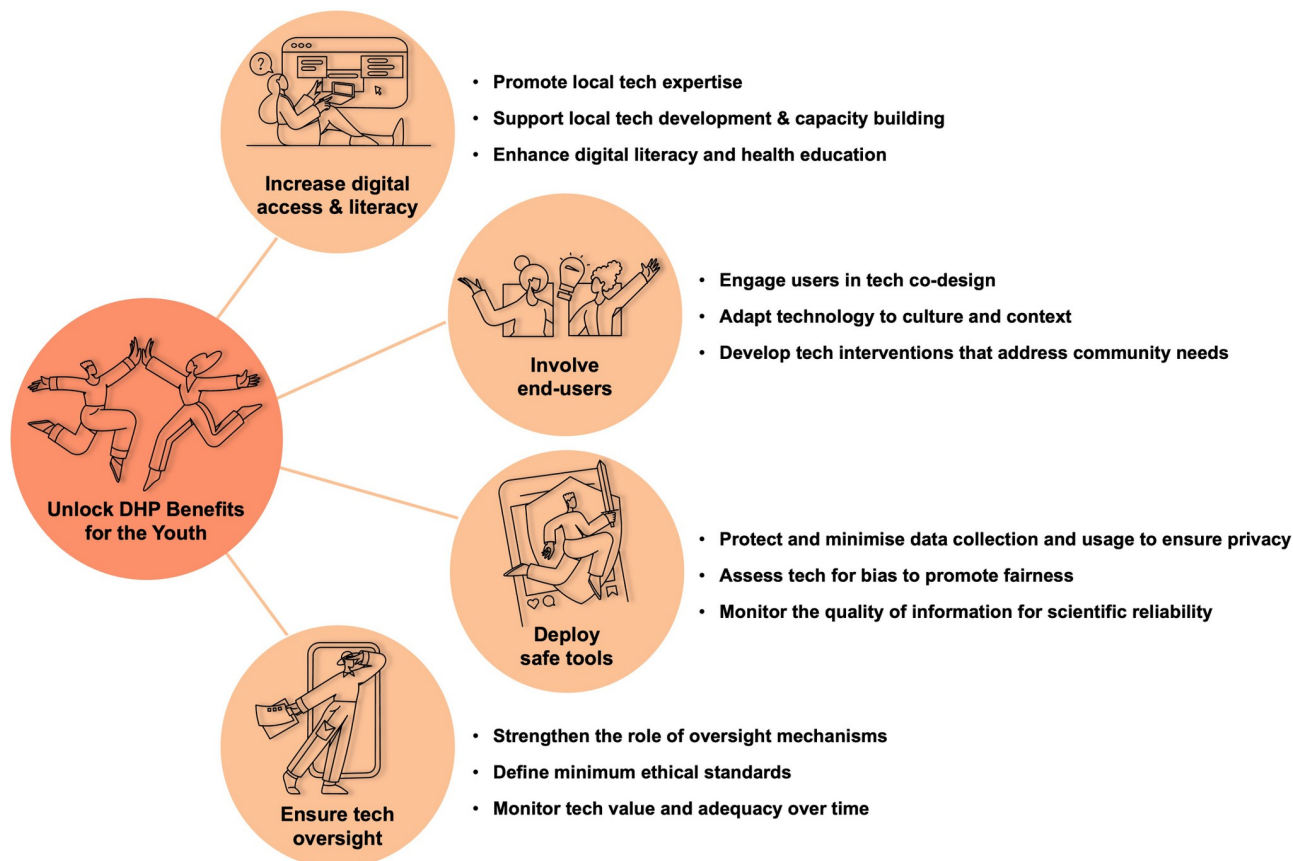 ?
Increase digital
access & literacy
• Promote local tech expertise
• Support local tech development & capacity building
• Enhance digital literacy and health education
Involve
end-users
• Engage users in tech co-design
• Adapt technology to culture and context
• Develop tech interventions that address community needs
Unlock DHP Benefits
for the Youth
Deploy
safe tools
• Protect and minimise data collection and usage to ensure privacy
• Assess tech for bias to promote fairness
• Monitor the quality of information for scientific reliability
Ensure tech
oversight
• Strengthen the role of oversight mechanisms
• Define minimum ethical standards
• Monitor tech value and adequacy over time